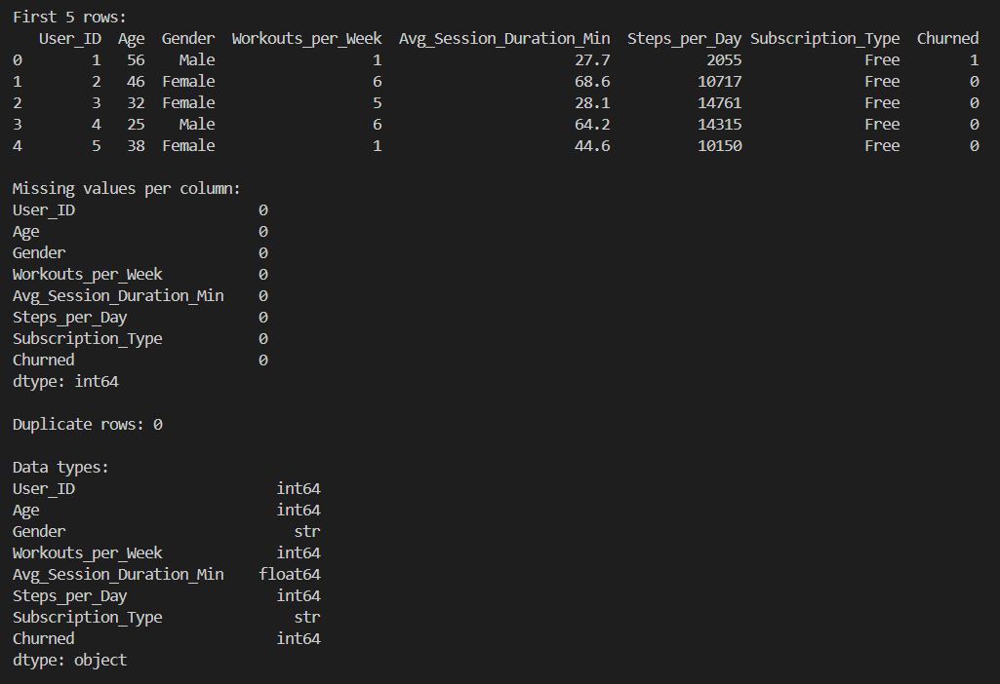 First 5 rows:
   User_ID  Age  Gender  Workouts_per_Week  Avg_Session_Duration_Min  Steps_per_Day Subscription_Type  Churned
0        1   56    Male                  1                      27.7           2055              Free        1
1        2   46  Female                  6                      68.6          10717              Free        0
2        3   32  Female                  5                      28.1          14761              Free        0
3        4   25    Male                  6                      64.2          14315              Free        0
4        5   38  Female                  1                      44.6          10150              Free        0

Missing values per column:
User_ID                     0
Age                         0
Gender                      0
Workouts_per_Week           0
Avg_Session_Duration_Min    0
Steps_per_Day               0
Subscription_Type           0
Churned                     0
dtype: int64

Duplicate rows: 0

Data types:
User_ID                       int64
Age                           int64
Gender                          str
Workouts_per_Week             int64
Avg_Session_Duration_Min    float64
Steps_per_Day                 int64
Subscription_Type               str
Churned                       int64
dtype: object